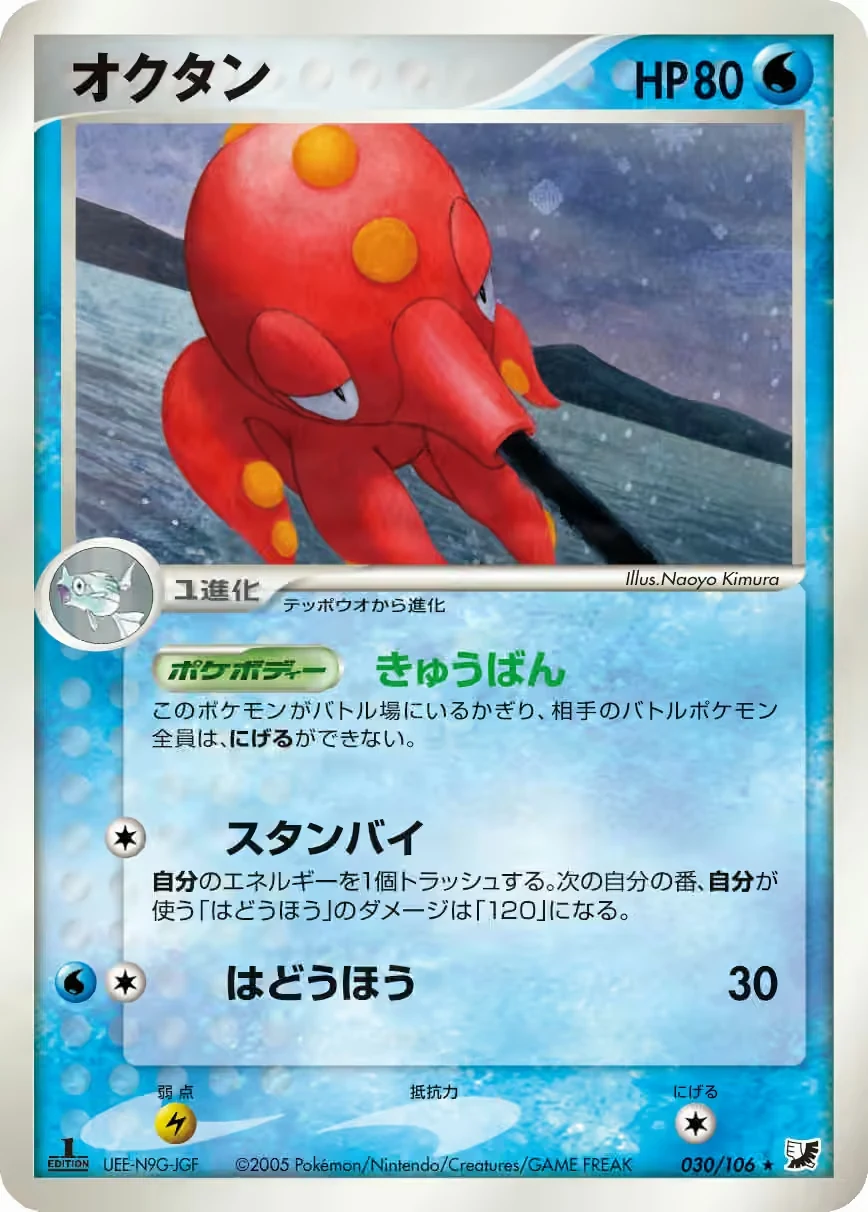 オクタン
HP80
Illus.Naoyo Kimura
1進化
テッポウオから進化
ポケボディー きゅうばん
このポケモンがバトル場にいるかぎり、相手のバトルポケモン
全員は、にげるができない。
スタンバイ
自分のエネルギーを1個トラッシュする。次の自分の番、自分が
使う「はどうほう」のダメージは「120」になる。
はどうほう 30
弱点 抵抗力 にげる
1 EDITION UEE-N9G-JGF ©2005 Pokémon/Nintendo/Creatures/GAME FREAK 030/106 ★